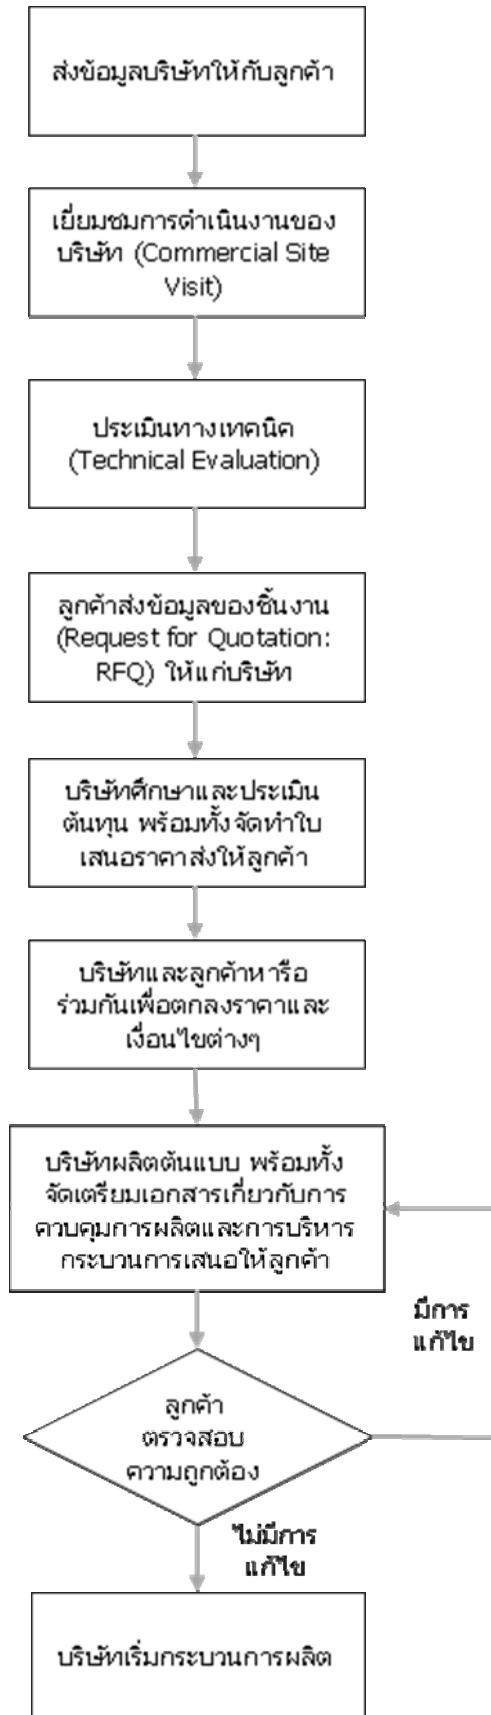 ส่งข้อมูลบริษัทให้กับลูกค้า
เยี่ยมชมการดำเนินงานของ
บริษัท (Commercial Site
Visit)
ประเมินทางเทคนิค
(Technical Evaluation)
ลูกค้าส่งข้อมูลของชิ้นงาน
(Request for Quotation:
RFQ) ให้แก่บริษัท
บริษัทศึกษาและประเมิน
ต้นทุน พร้อมทั้งจัดทำใบ
เสนอราคาส่งให้ลูกค้า
บริษัทและลูกค้าหารือ
ร่วมกันเพื่อตกลงราคาและ
เงื่อนไขต่างๆ
บริษัทผลิตต้นแบบ พร้อมทั้ง
จัดเตรียมเอกสารเกี่ยวกับการ
ควบคุมการผลิตและการบริหาร
กระบวนการเสนอให้ลูกค้า
มีการ
แก้ไข
ลูกค้า
ตรวจสอบ
ความถูกต้อง
ไม่มีการ
แก้ไข
บริษัทเริ่มกระบวนการผลิต